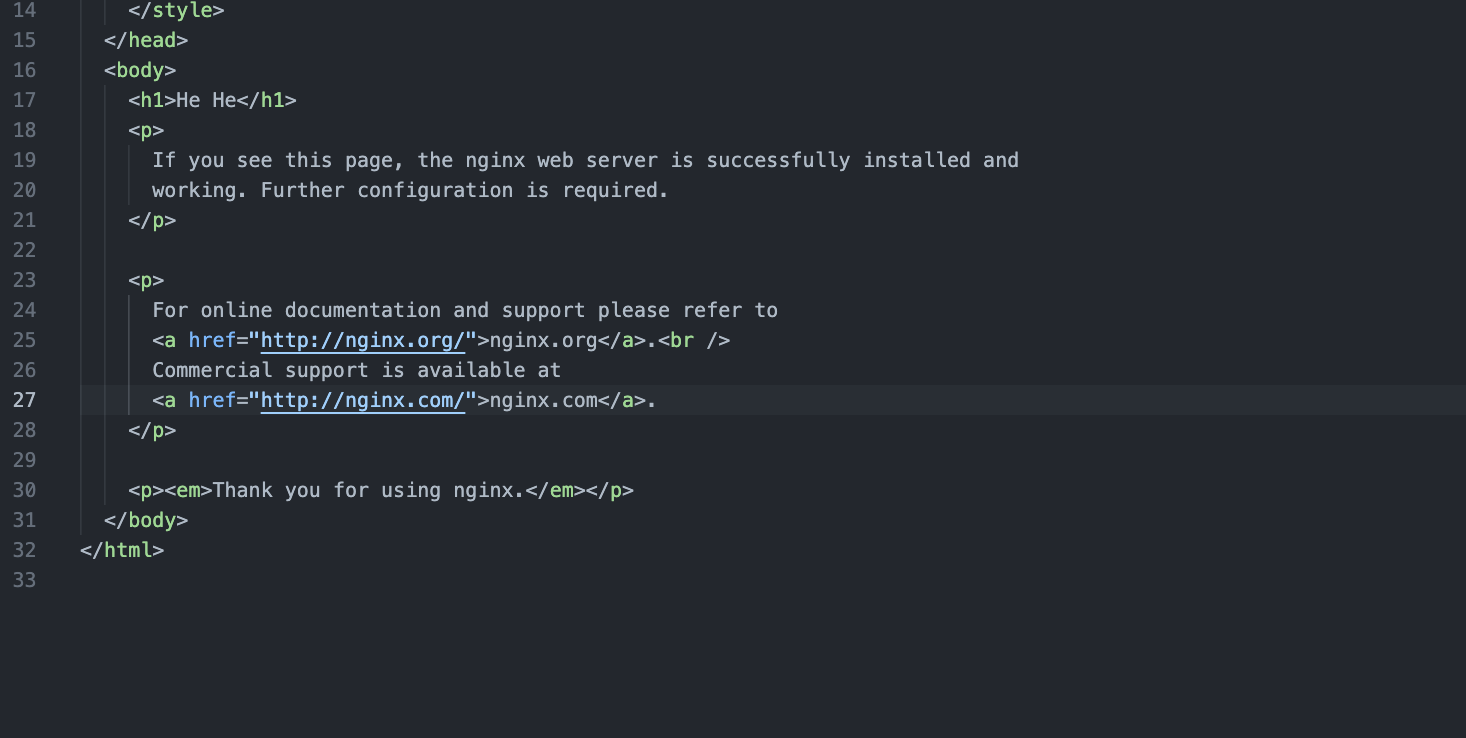 14 </style>
15 </head>
16 <body>
17 <h1>He He</h1>
18 <p>
19 If you see this page, the nginx web server is successfully installed and
20 working. Further configuration is required.
21 </p>
22
23 <p>
24 For online documentation and support please refer to
25 <a href="http://nginx.org/">nginx.org</a>.<br />
26 Commercial support is available at
27 <a href="http://nginx.com/">nginx.com</a>.
28 </p>
29
30 <p><em>Thank you for using nginx.</em></p>
31 </body>
32 </html>
33